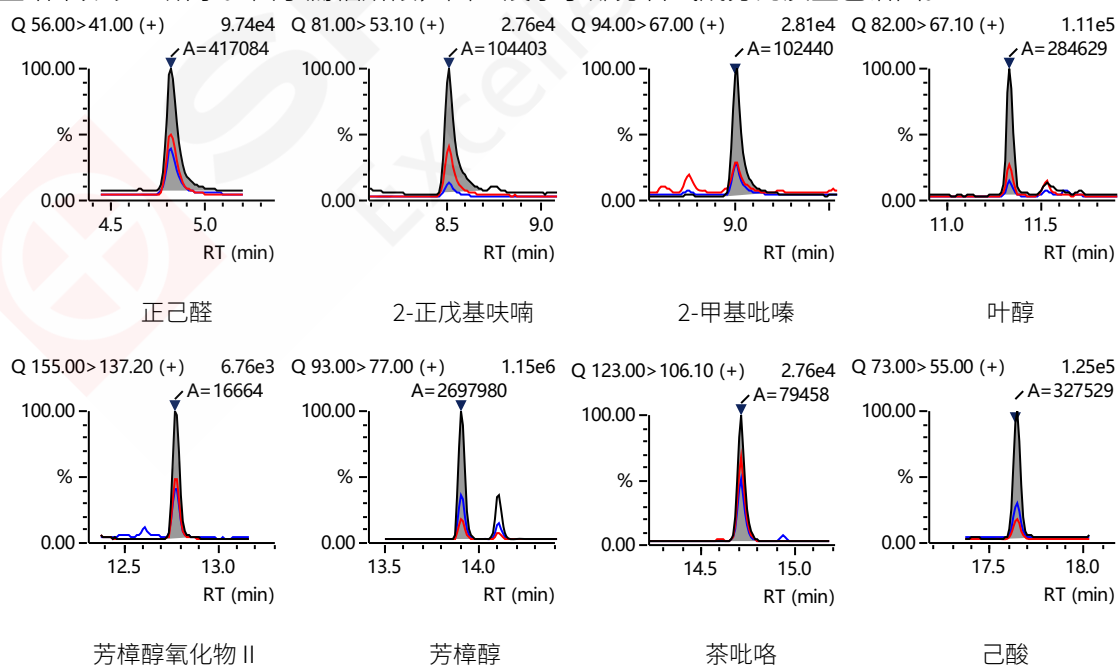 Q 56.00>41.00 (+) 9.74e4 Q 81.00>53.10 (+) 2.76e4 Q 94.00>67.00 (+) 2.81e4 Q 82.00>67.10 (+) 1.11e5
A=417084 A=104403 A=102440 A=284629
100.00 100.00 100.00 100.00
% % % %
0.00 0.00 0.00 0.00
4.5 5.0 8.5 9.0 9.0 11.0 11.5
RT (min) RT (min) RT (min) RT (min)
正己醛 2-正戊基呋喃 2-甲基吡嗪 叶醇
Q 155.00>137.20 (+) 6.76e3 Q 93.00>77.00 (+) 1.15e6 Q 123.00>106.10 (+) 2.76e4 Q 73.00>55.00 (+) 1.25e5
A=16664 A=2697980 A=79458 A=327529
100.00 100.00 100.00 100.00
% % % %
0.00 0.00 0.00 0.00
12.5 13.0 13.5 14.0 14.5 15.0 17.5 18.0
RT (min) RT (min) RT (min) RT (min)
芳樟醇氧化物 II 芳樟醇 茶吡咯 己酸